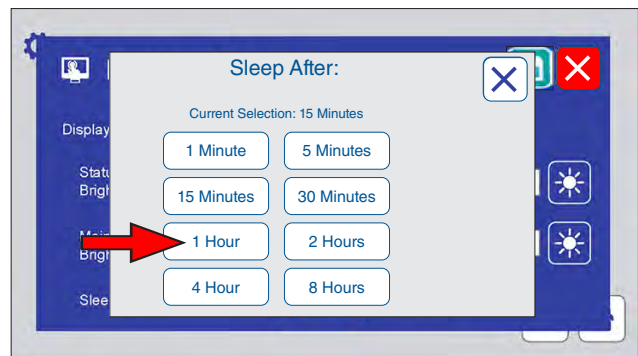 Sleep After:
Current Selection: 15 Minutes
Display
1 Minute
5 Minutes
15 Minutes
30 Minutes
1 Hour
2 Hours
4 Hour
8 Hours